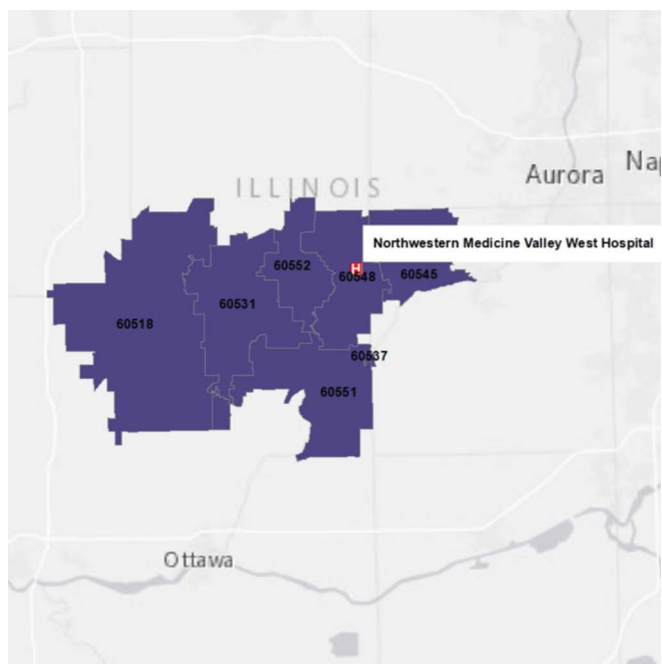 Aurora
Nap
ILLINOIS
Northwestern Medicine Valley West Hospital
60552
H
60548
60545
60531
60518
60537
60551
Ottawa